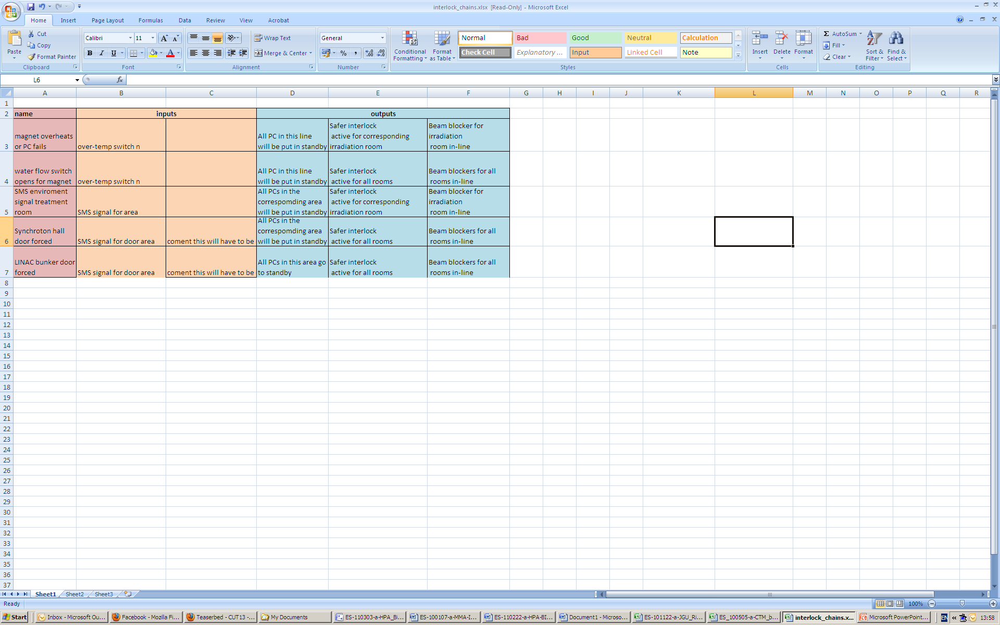 interlock_chains.xlsx [Read-Only] - Microsoft Excel
Home Insert Page Layout Formulas Data Review View Acrobat
Paste
Cut
Copy
Format Painter
Clipboard
Calibri 11
B I U
Font
Wrap Text
Merge & Center
Alignment
General
Number
Conditional
Formatting
Format
as Table
Normal Bad Good Neutral Calculation
Check Cell Explanatory ... Input Linked Cell Note
Styles
Insert Delete Format
Cells
Σ AutoSum
Fill
Clear
Sort &
Filter
Find &
Select
Editing
L6 fx
A B C D E F G H I J K L M N O P Q R
1
2 name inputs outputs
3
magnet overheats
or PC fails
over-temp switch n
All PC in this line
will be put in standby
Safer interlock
active for corresponding
irradiation room
Beam blocker for
irradiation
room in-line
4
water flow switch
opens for magnet
over-temp switch n
All PC in this line
will be put in standby
Safer interlock
active for all rooms
Beam blockers for all
rooms in-line
5
SMS enviroment
signal treatment
room
SMS signal for area
All PCs in the
correspomding area
will be put in standby
Safer interlock
active for corresponding
irradiation room
Beam blocker for
irradiation
room in-line
6
Synchroton hall
door forced
SMS signal for door area
coment this will have to be
All PCs in the
correspomding area
will be put in standby
Safer interlock
active for all rooms
Beam blockers for all
rooms in-line
7
LINAC bunker door
forced
SMS signal for door area
coment this will have to be
All PCs in this area go
to standby
Safer interlock
active for all rooms
Beam blockers for all
rooms in-line
8
9
10
11
12
13
14
15
16
17
18
19
20
21
22
23
24
25
26
27
28
29
30
31
32
33
34
35
36
37
Sheet1 Sheet2 Sheet3
Ready 100%
Start Inbox - Microsoft Ou... Facebook - Mozilla Fi... Teaserbed - CUT13 -... My Documents ES-110303-a-HPA_Bi... ES-100107-a-MMA-I... ES-110222-a-HPA-BI... Document1 - Microso... ES-101122-a-JGU_Ri... ES_100505-a-CTM_b... interlock_chains.x... Microsoft PowerPoint... EN 13:58